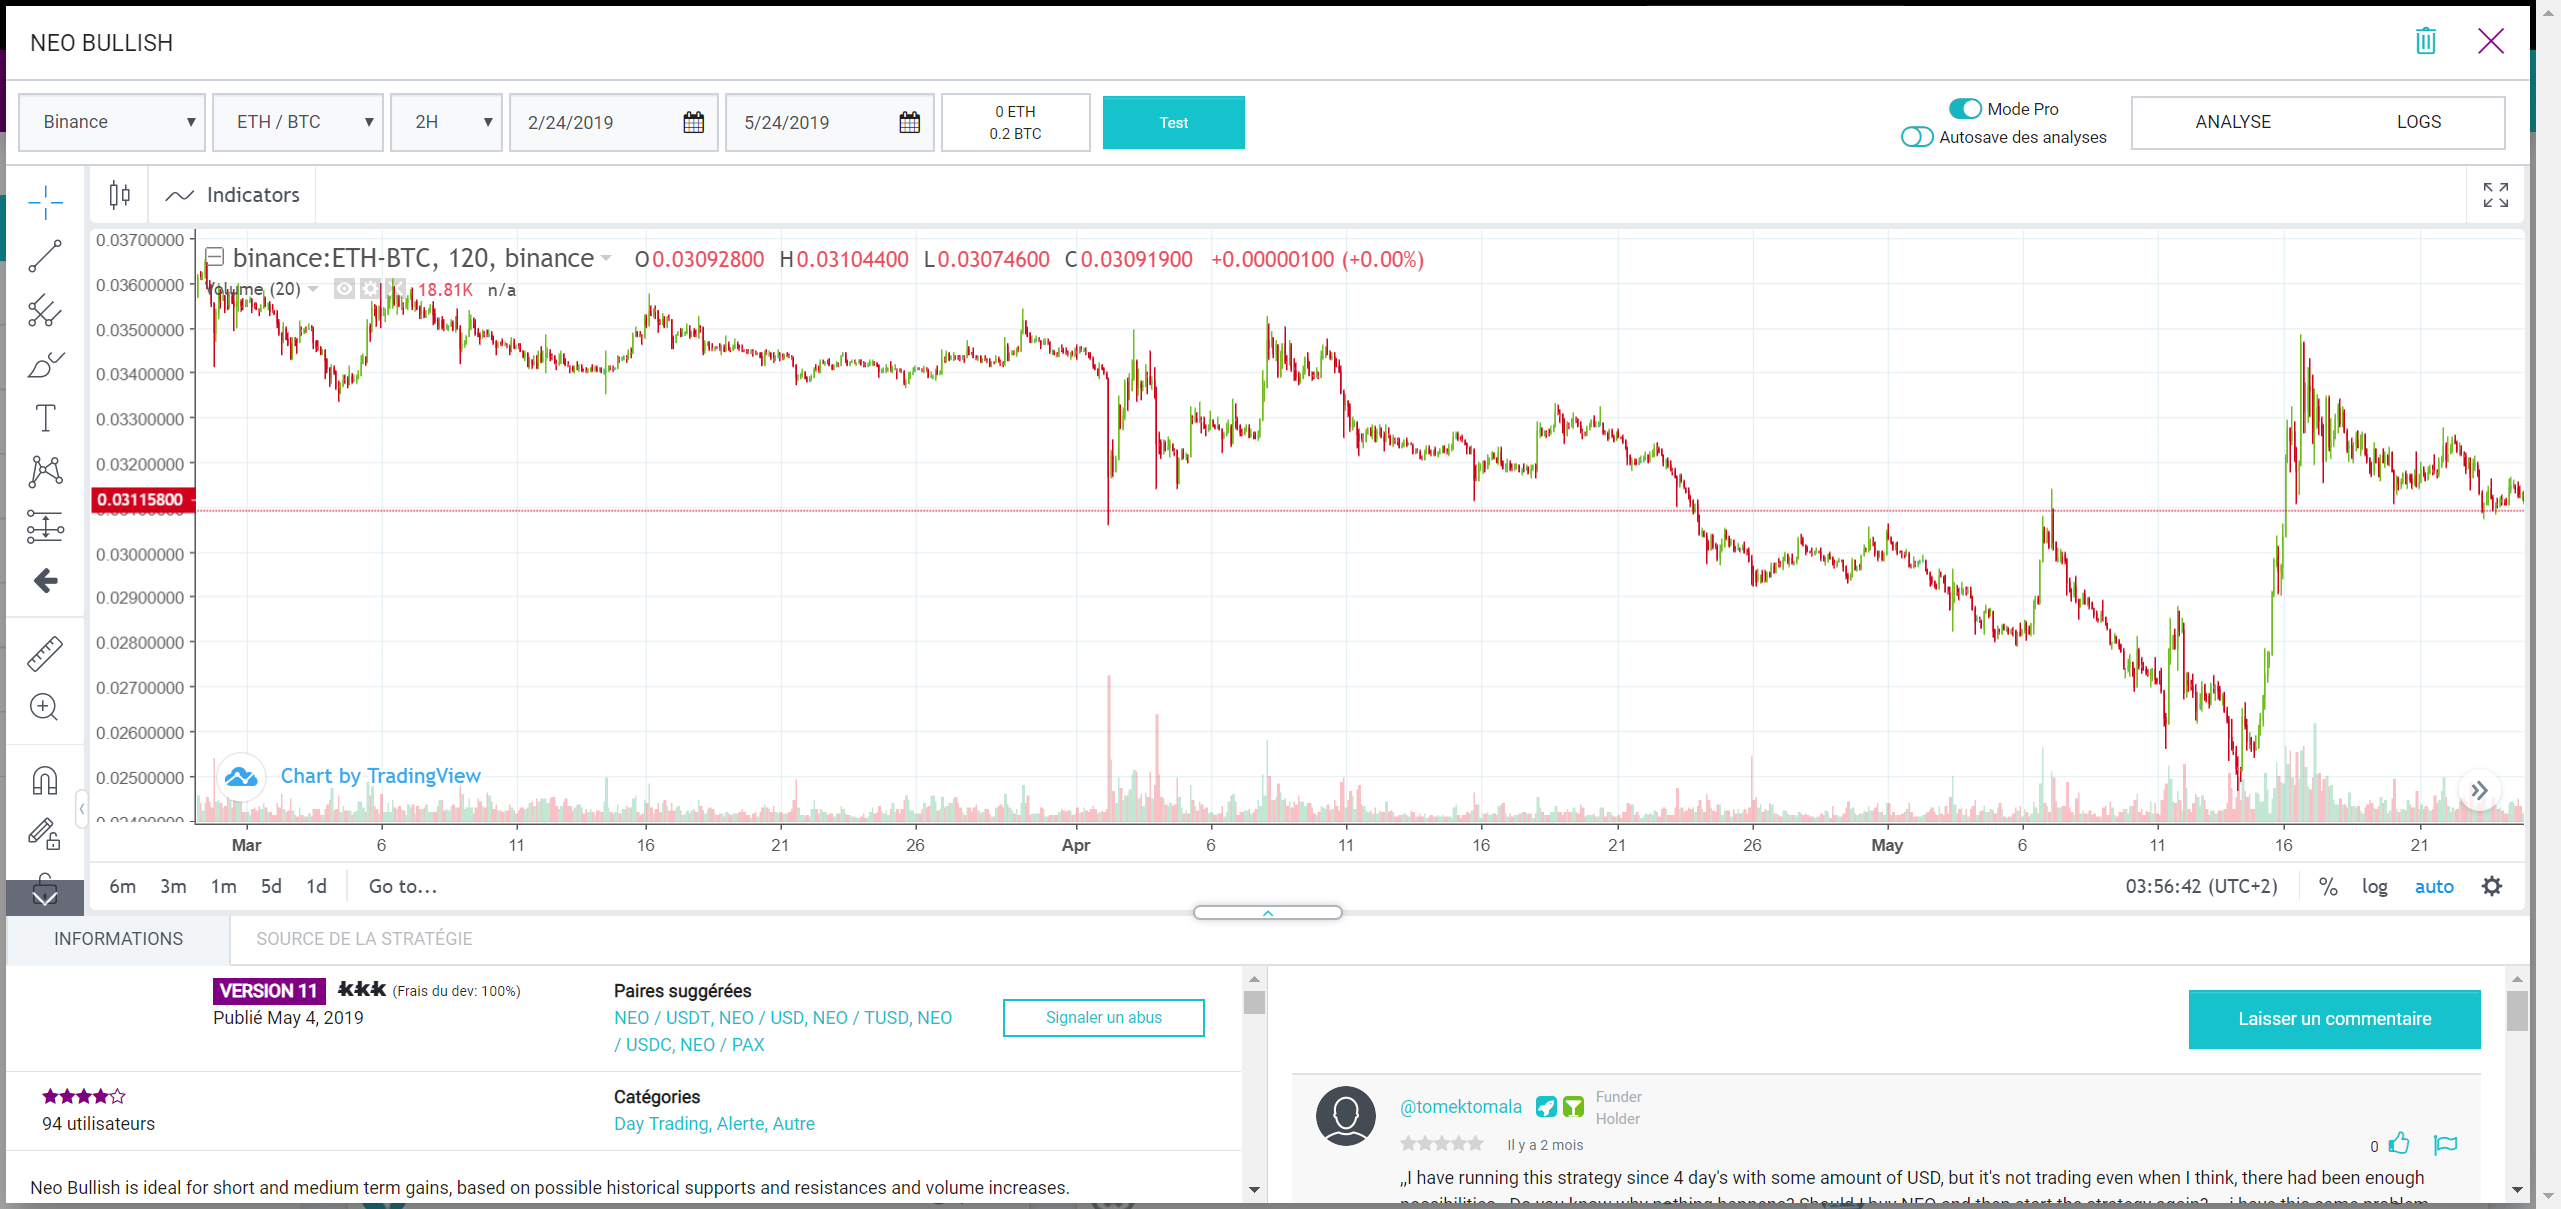 NEO BULLISH
Binance
ETH / BTC
2H
2/24/2019
5/24/2019
0 ETH
0.2 BTC
Test
Mode Pro
Autosave des analyses
ANALYSE
LOGS
Indicators
binance:ETH-BTC, 120, binance
O0.03092800 H0.03104400 L0.03074600 C0.03091900 +0.00000100 (+0.00%)
Volume (20)
18.81K n/a
0.03700000
0.03600000
0.03500000
0.03400000
0.03300000
0.03200000
0.03115800
0.03000000
0.02900000
0.02800000
0.02700000
0.02600000
0.02500000
Chart by TradingView
Mar 6 11 16 21 26 Apr 6 11 16 21 26 May 6 11 16 21
6m 3m 1m 5d 1d Go to...
03:56:42 (UTC+2) % log auto
INFORMATIONS
SOURCE DE LA STRATÉGIE
VERSION 11 kkk (Frais du dev: 100%)
Publié May 4, 2019
Paires suggérées
NEO / USDT, NEO / USD, NEO / TUSD, NEO
/ USDC, NEO / PAX
Signaler un abus
94 utilisateurs
Catégories
Day Trading, Alerte, Autre
Neo Bullish is ideal for short and medium term gains, based on possible historical supports and resistances and volume increases.
Laisser un commentaire
@tomektomala
Funder
Holder
Il y a 2 mois
0
,,I have running this strategy since 4 day's with some amount of USD, but it's not trading even when I think, there had been enough